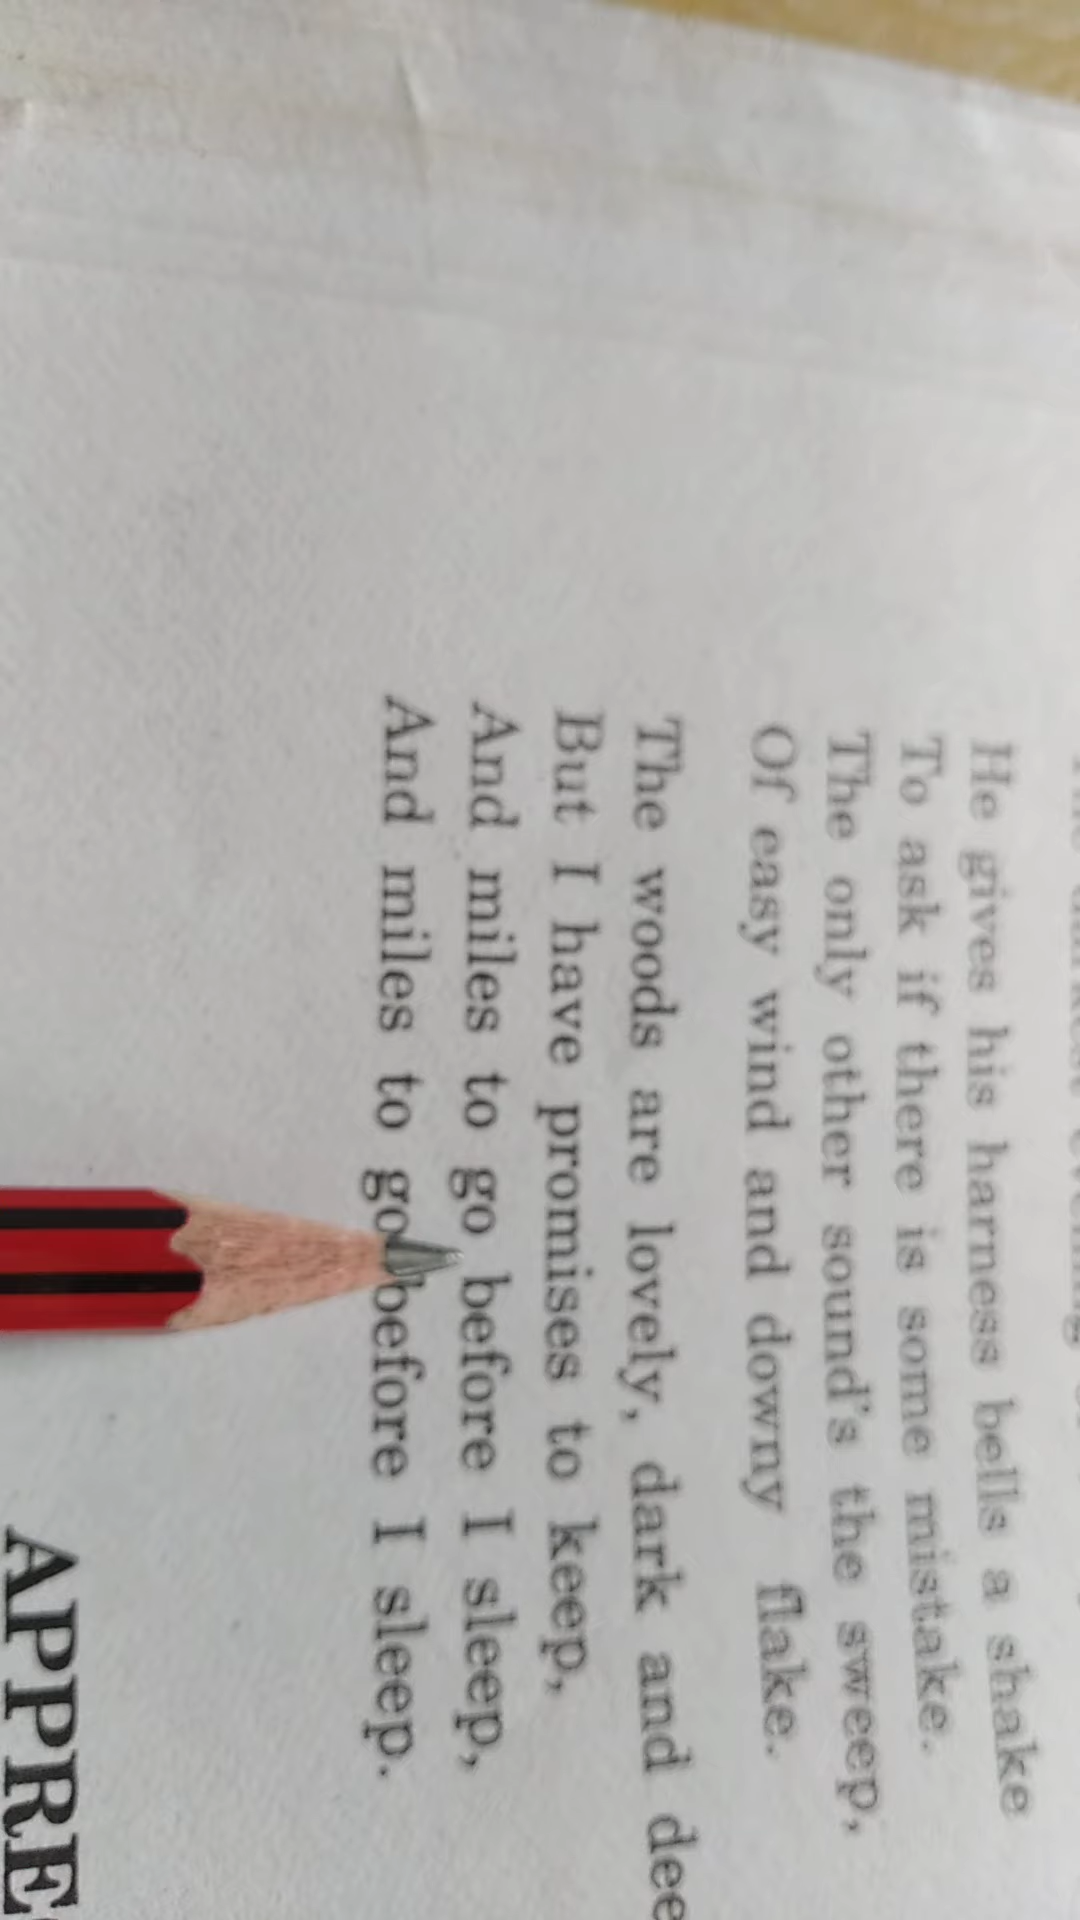 He gives his harness bells a shake
To ask if there is some mistake.
The only other sound's the sweep,
Of easy wind and downy flake.
The woods are lovely, dark and dee
But I have promises to keep,
And miles to go before I sleep,
And miles to go before I sleep.
APPRE